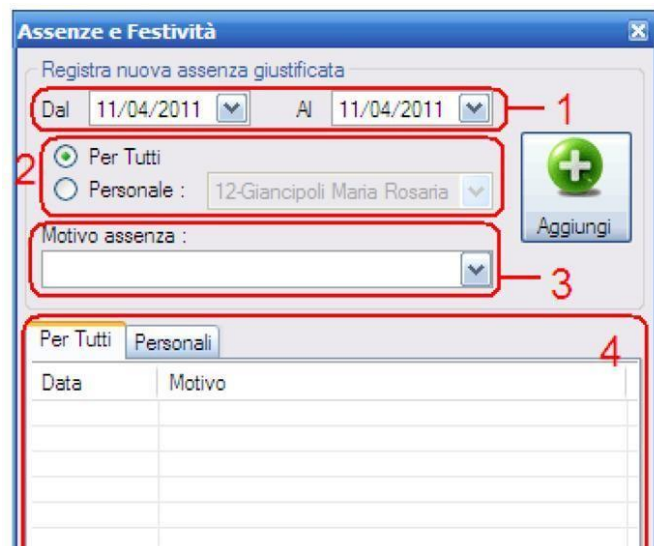 Assenze e Festività
Registra nuova assenza giustificata
Dal 11/04/2011 Al 11/04/2011 1
2 Per Tutti
Personale : 12-Giancipoli Maria Rosaria
Aggiungi
Motivo assenza :
3
Per Tutti Personali 4
Data Motivo